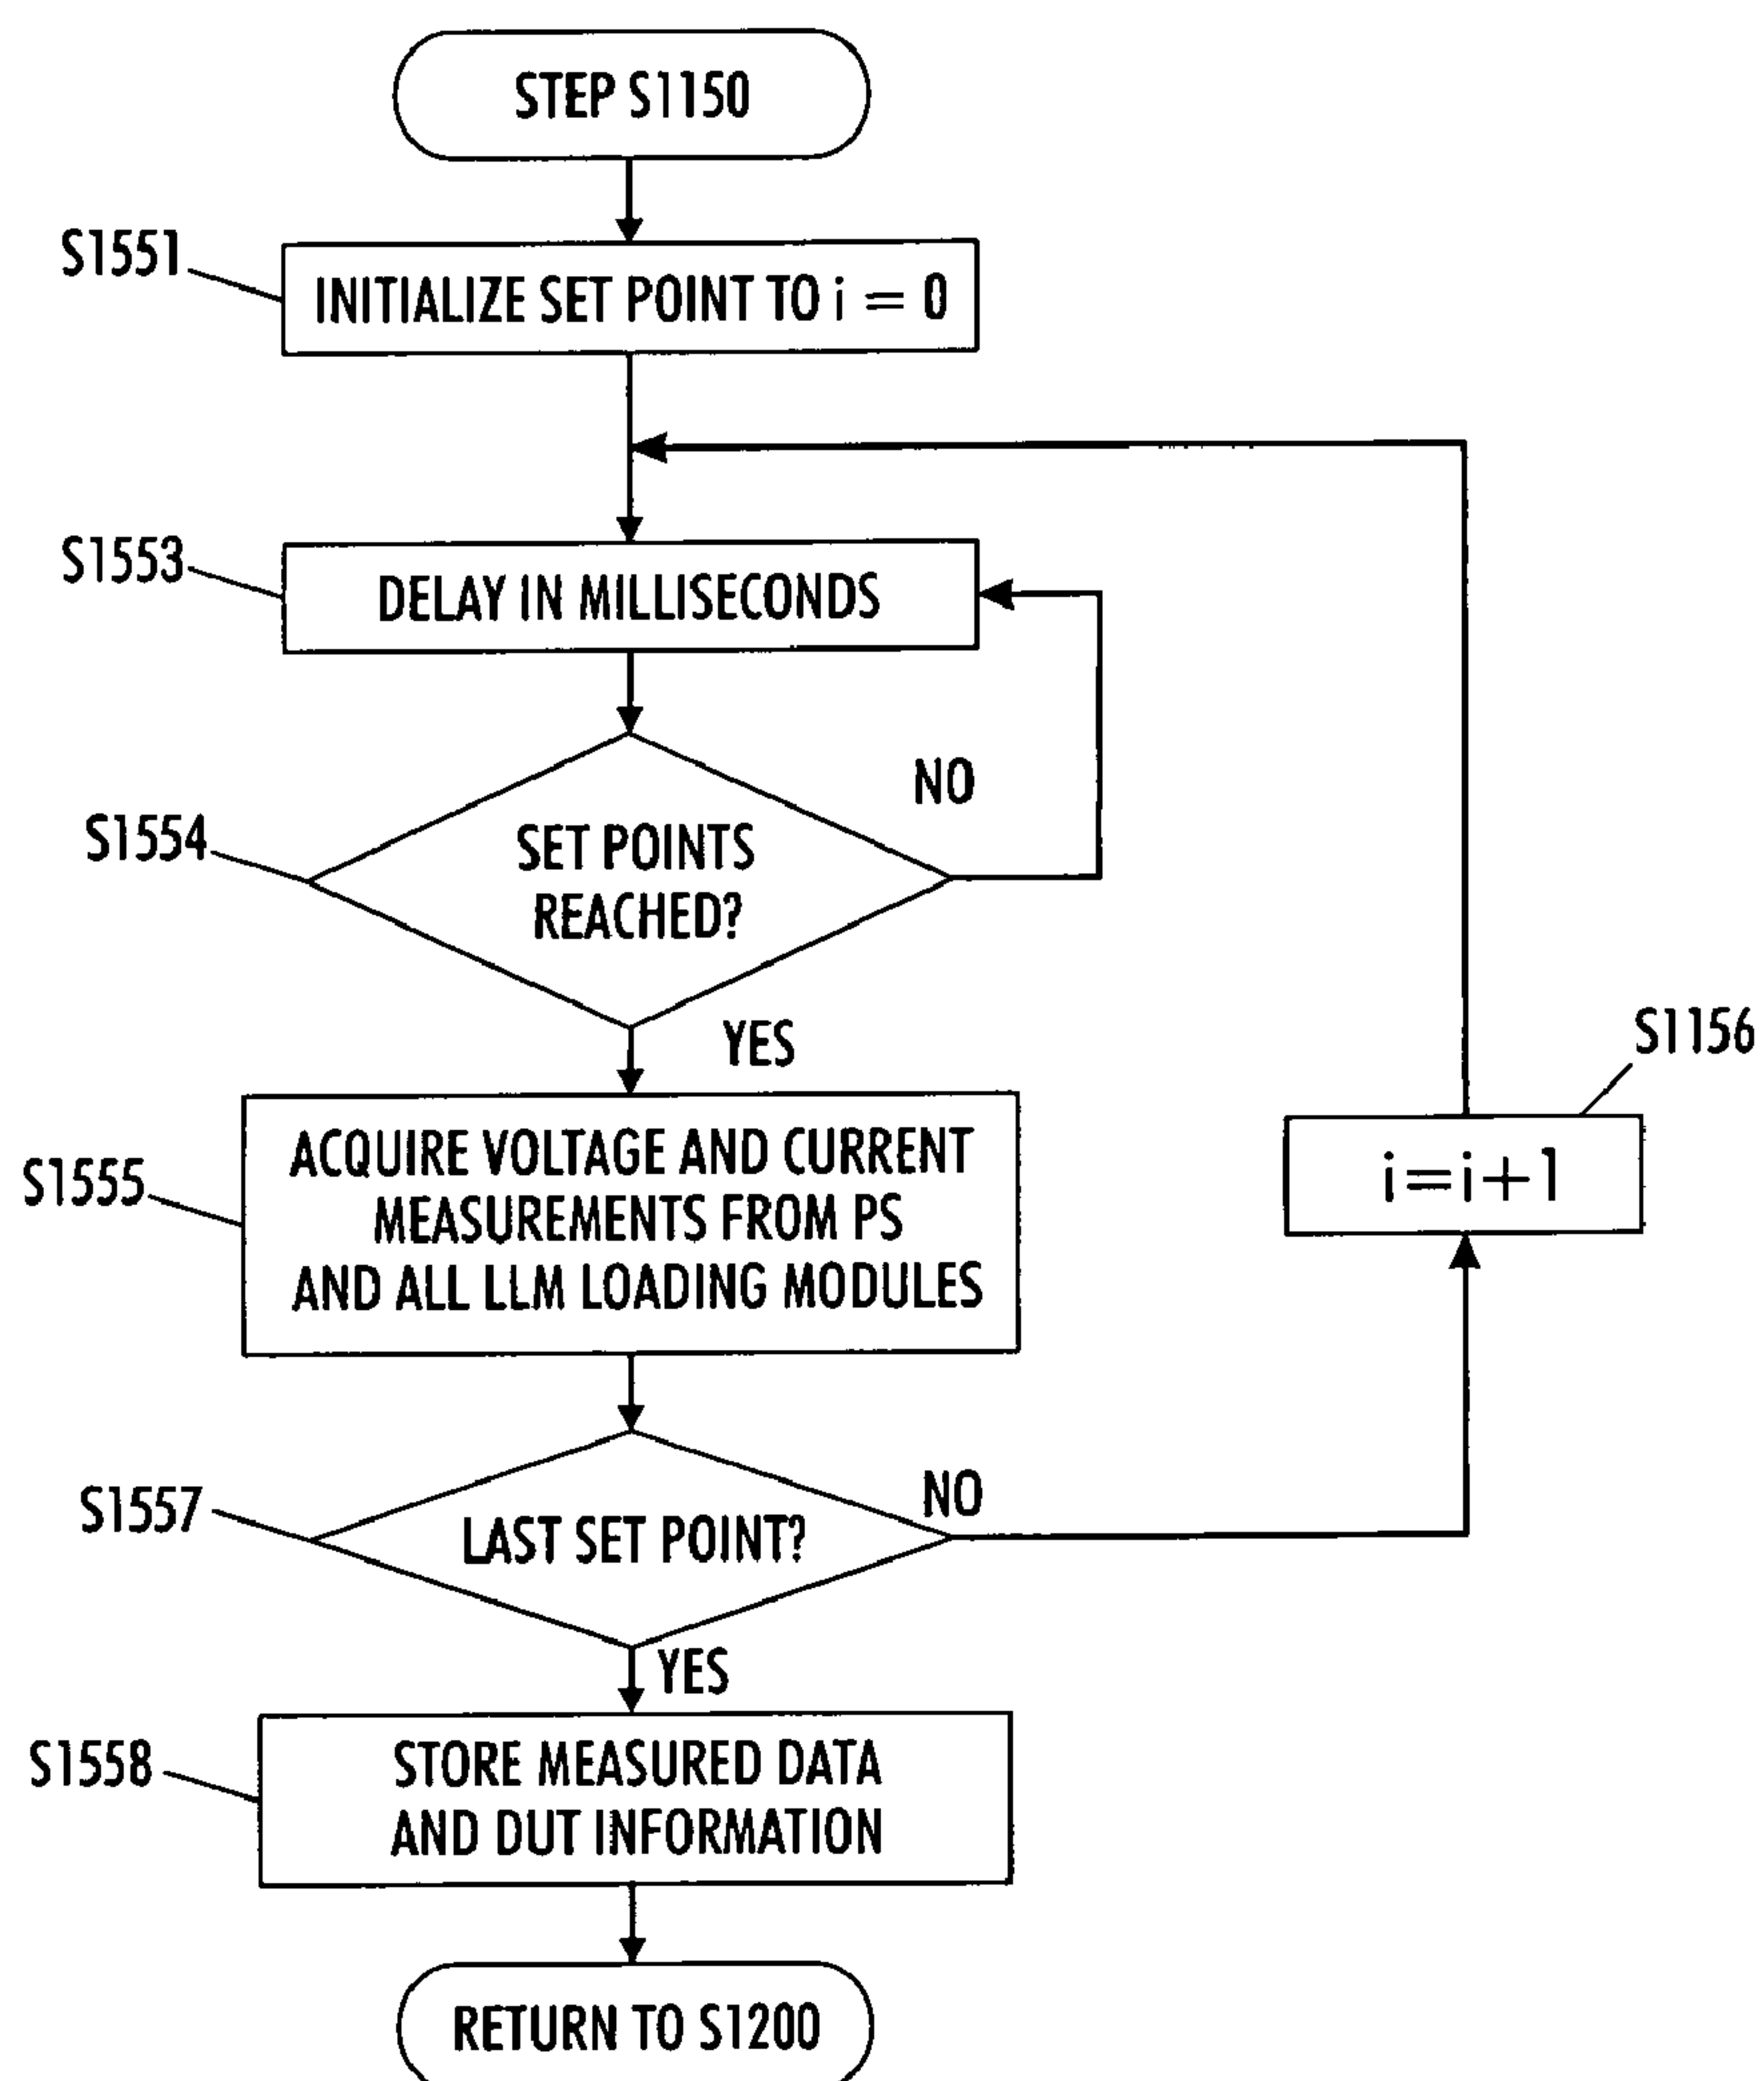 STEP S1150
S1551
INITIALIZE SET POINT TO i = 0
S1553
DELAY IN MILLISECONDS
NO
S1554
SET POINTS
REACHED?
YES
S1156
i=i+1
S1555
ACQUIRE VOLTAGE AND CURRENT
MEASUREMENTS FROM PS
AND ALL LLM LOADING MODULES
NO
S1557
LAST SET POINT?
YES
S1558
STORE MEASURED DATA
AND DUT INFORMATION
RETURN TO S1200